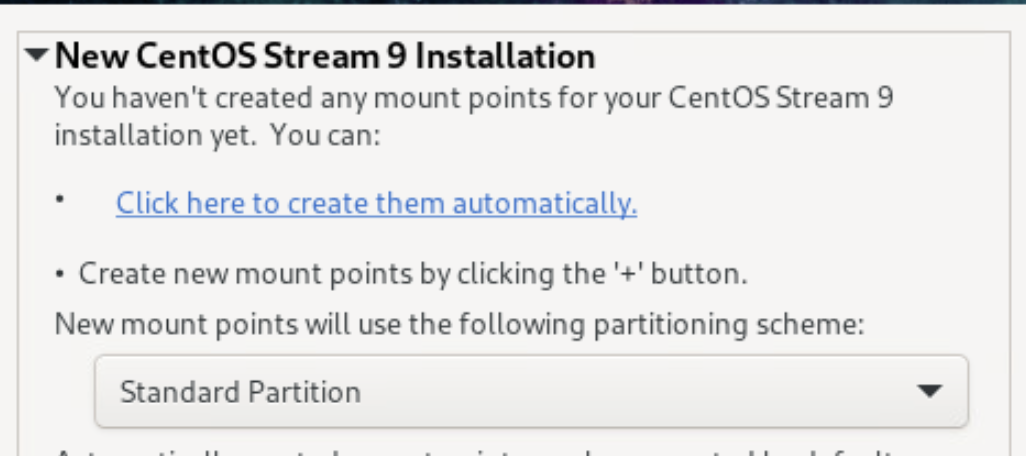 New CentOS Stream 9 Installation
You haven't created any mount points for your CentOS Stream 9
installation yet.  You can:
• Click here to create them automatically.
• Create new mount points by clicking the '+' button.
New mount points will use the following partitioning scheme:
Standard Partition